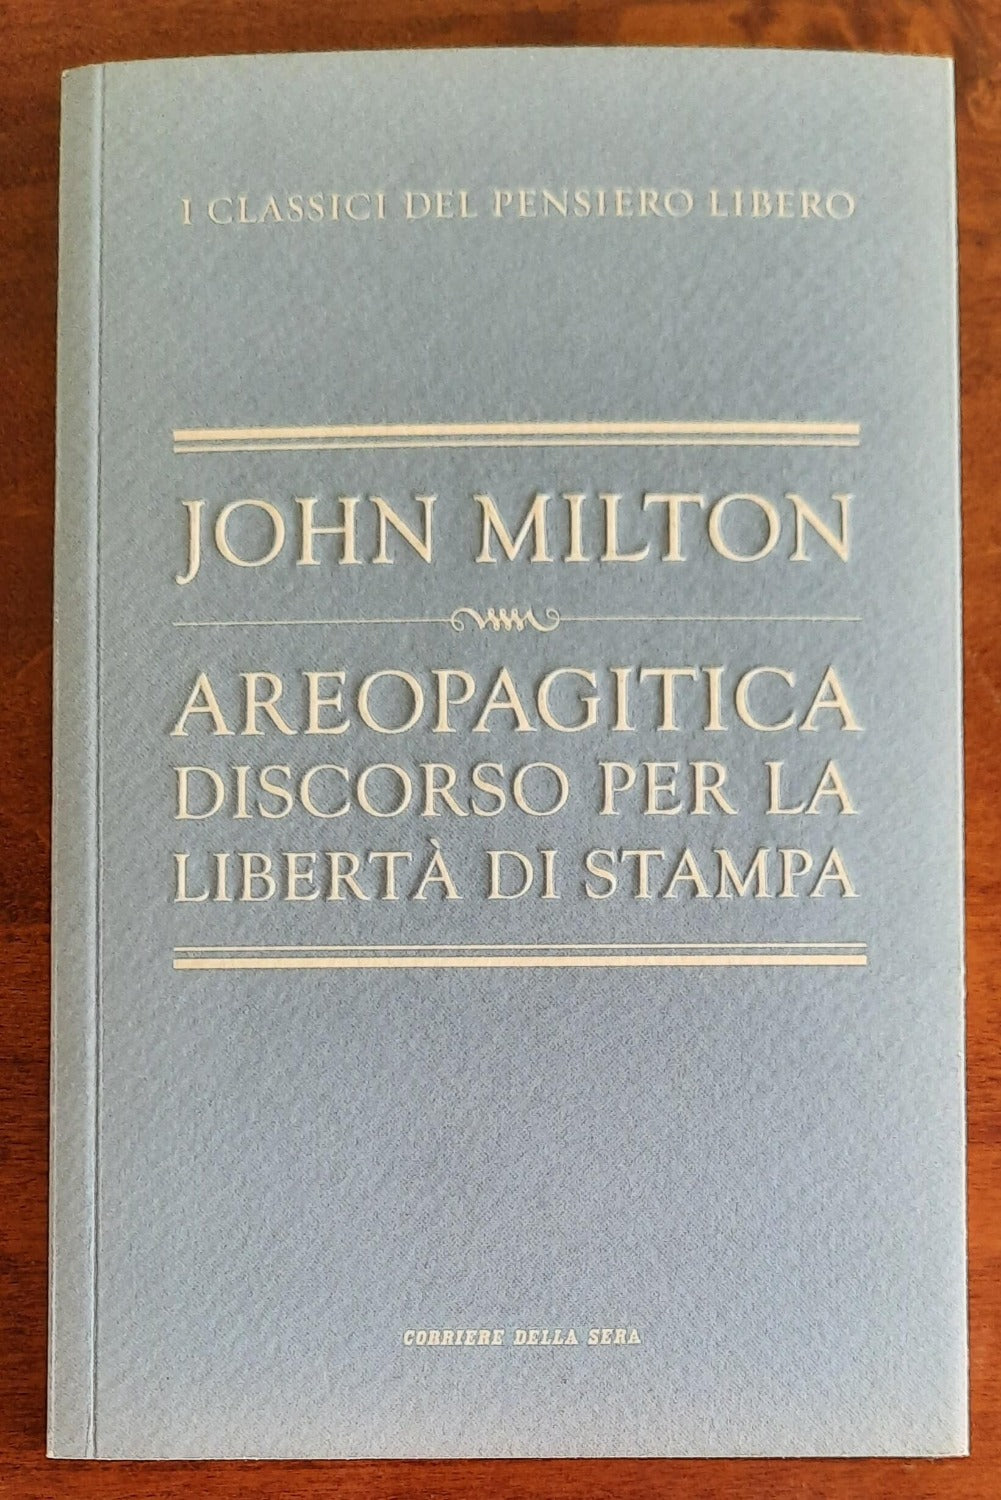 I CLASSICI DEL PENSIERO LIBERO
JOHN MILTON
AREOPAGITICA
DISCORSO PER LA
LIBERTÀ DI STAMPA
CORRIERE DELLA SERA